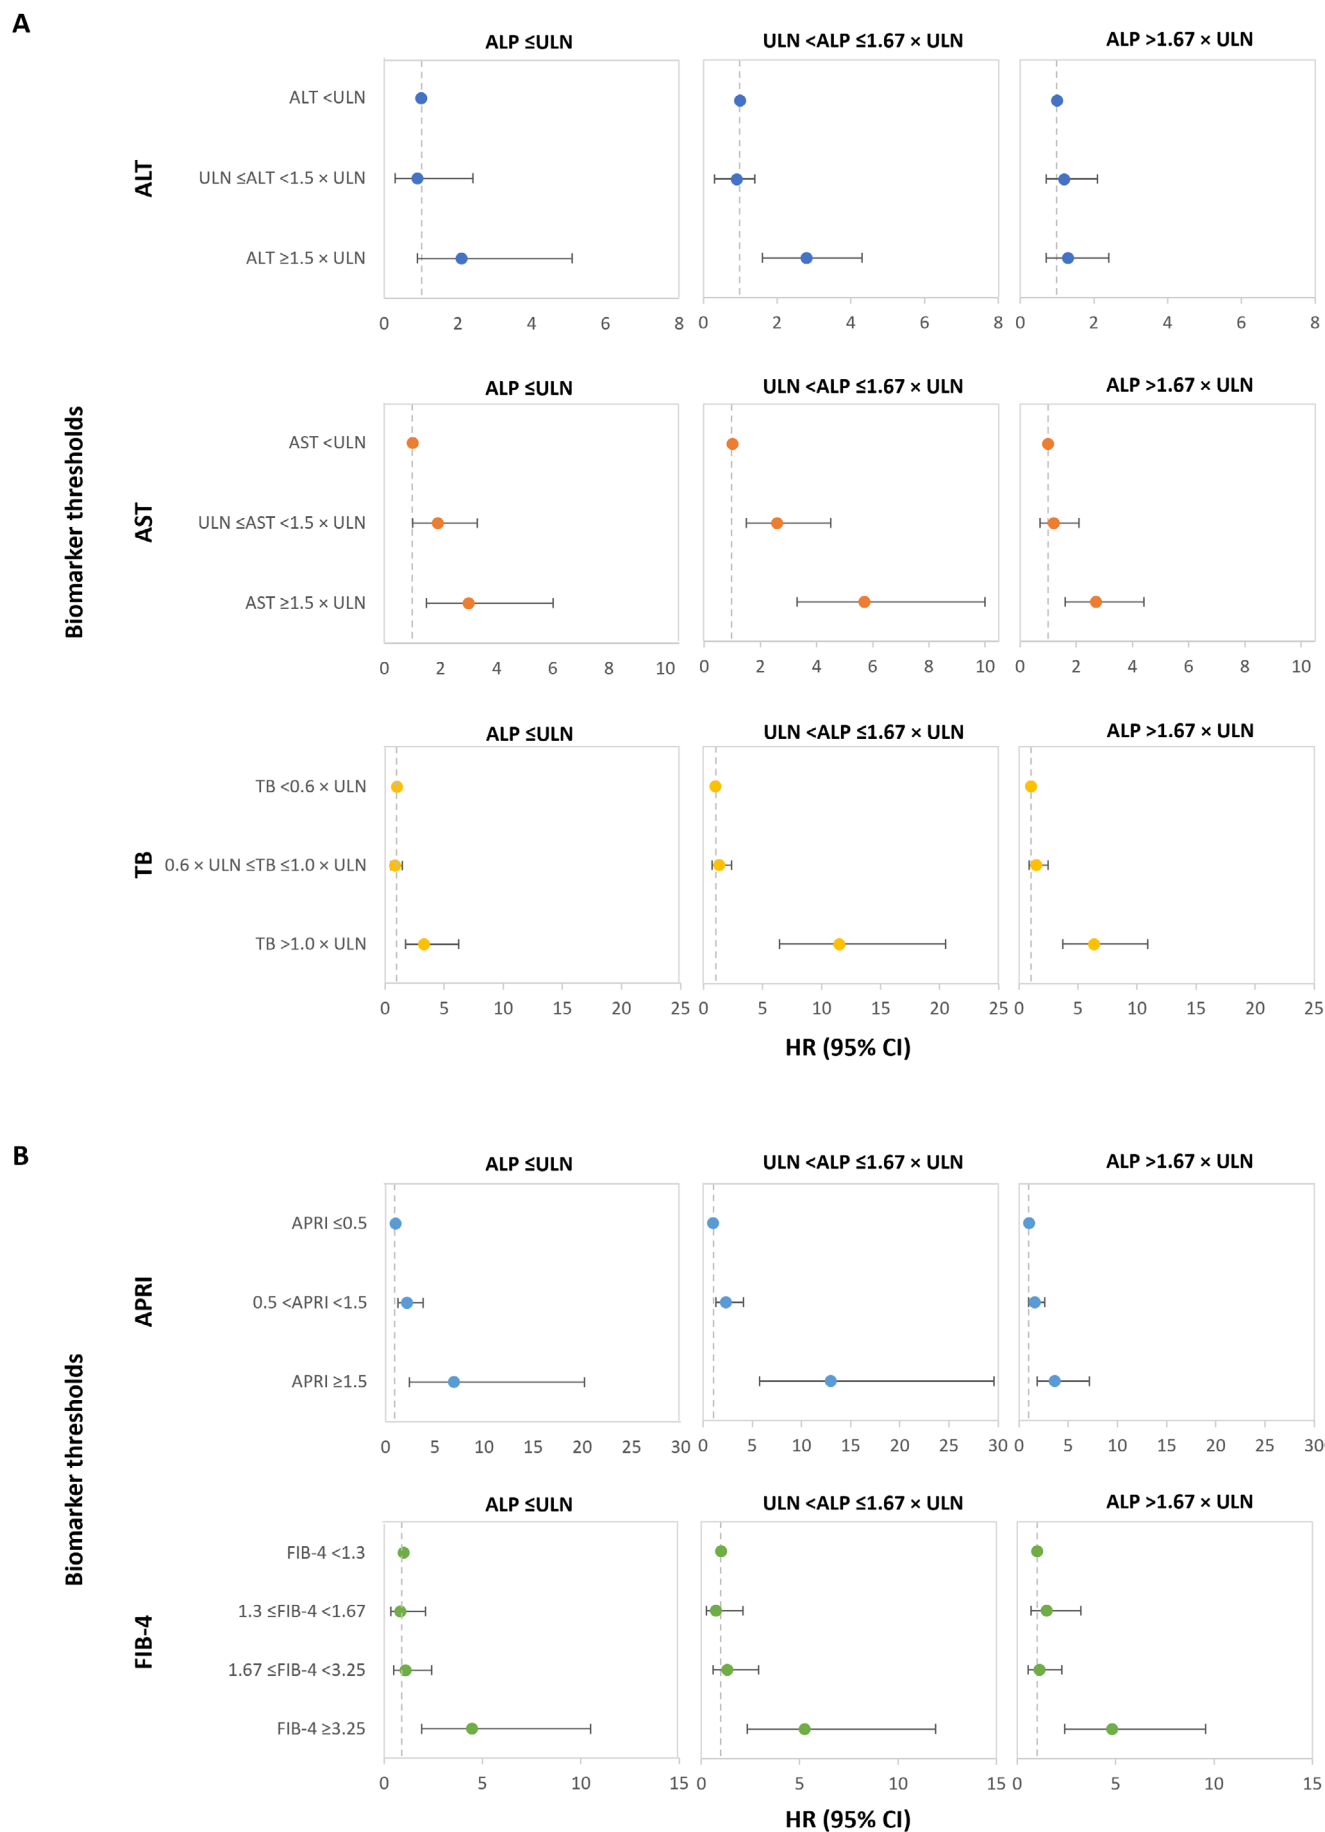 A
ALP ≤ULN
ULN <ALP ≤1.67 × ULN
ALP >1.67 × ULN
ALT
ALT <ULN
ULN ≤ALT <1.5 × ULN
ALT ≥1.5 × ULN
0 2 4 6 8
0 2 4 6 8
0 2 4 6 8
Biomarker thresholds
ALP ≤ULN
ULN <ALP ≤1.67 × ULN
ALP >1.67 × ULN
AST
AST <ULN
ULN ≤AST <1.5 × ULN
AST ≥1.5 × ULN
0 2 4 6 8 10
0 2 4 6 8 10
0 2 4 6 8 10
ALP ≤ULN
ULN <ALP ≤1.67 × ULN
ALP >1.67 × ULN
TB
TB <0.6 × ULN
0.6 × ULN ≤TB ≤1.0 × ULN
TB >1.0 × ULN
0 5 10 15 20 25
0 5 10 15 20 25
0 5 10 15 20 25
HR (95% CI)
B
ALP ≤ULN
ULN <ALP ≤1.67 × ULN
ALP >1.67 × ULN
APRI
APRI ≤0.5
0.5 <APRI <1.5
APRI ≥1.5
0 5 10 15 20 25 30
0 5 10 15 20 25 30
0 5 10 15 20 25 30
Biomarker thresholds
ALP ≤ULN
ULN <ALP ≤1.67 × ULN
ALP >1.67 × ULN
FIB-4
FIB-4 <1.3
1.3 ≤FIB-4 <1.67
1.67 ≤FIB-4 <3.25
FIB-4 ≥3.25
0 5 10 15
0 5 10 15
0 5 10 15
HR (95% CI)